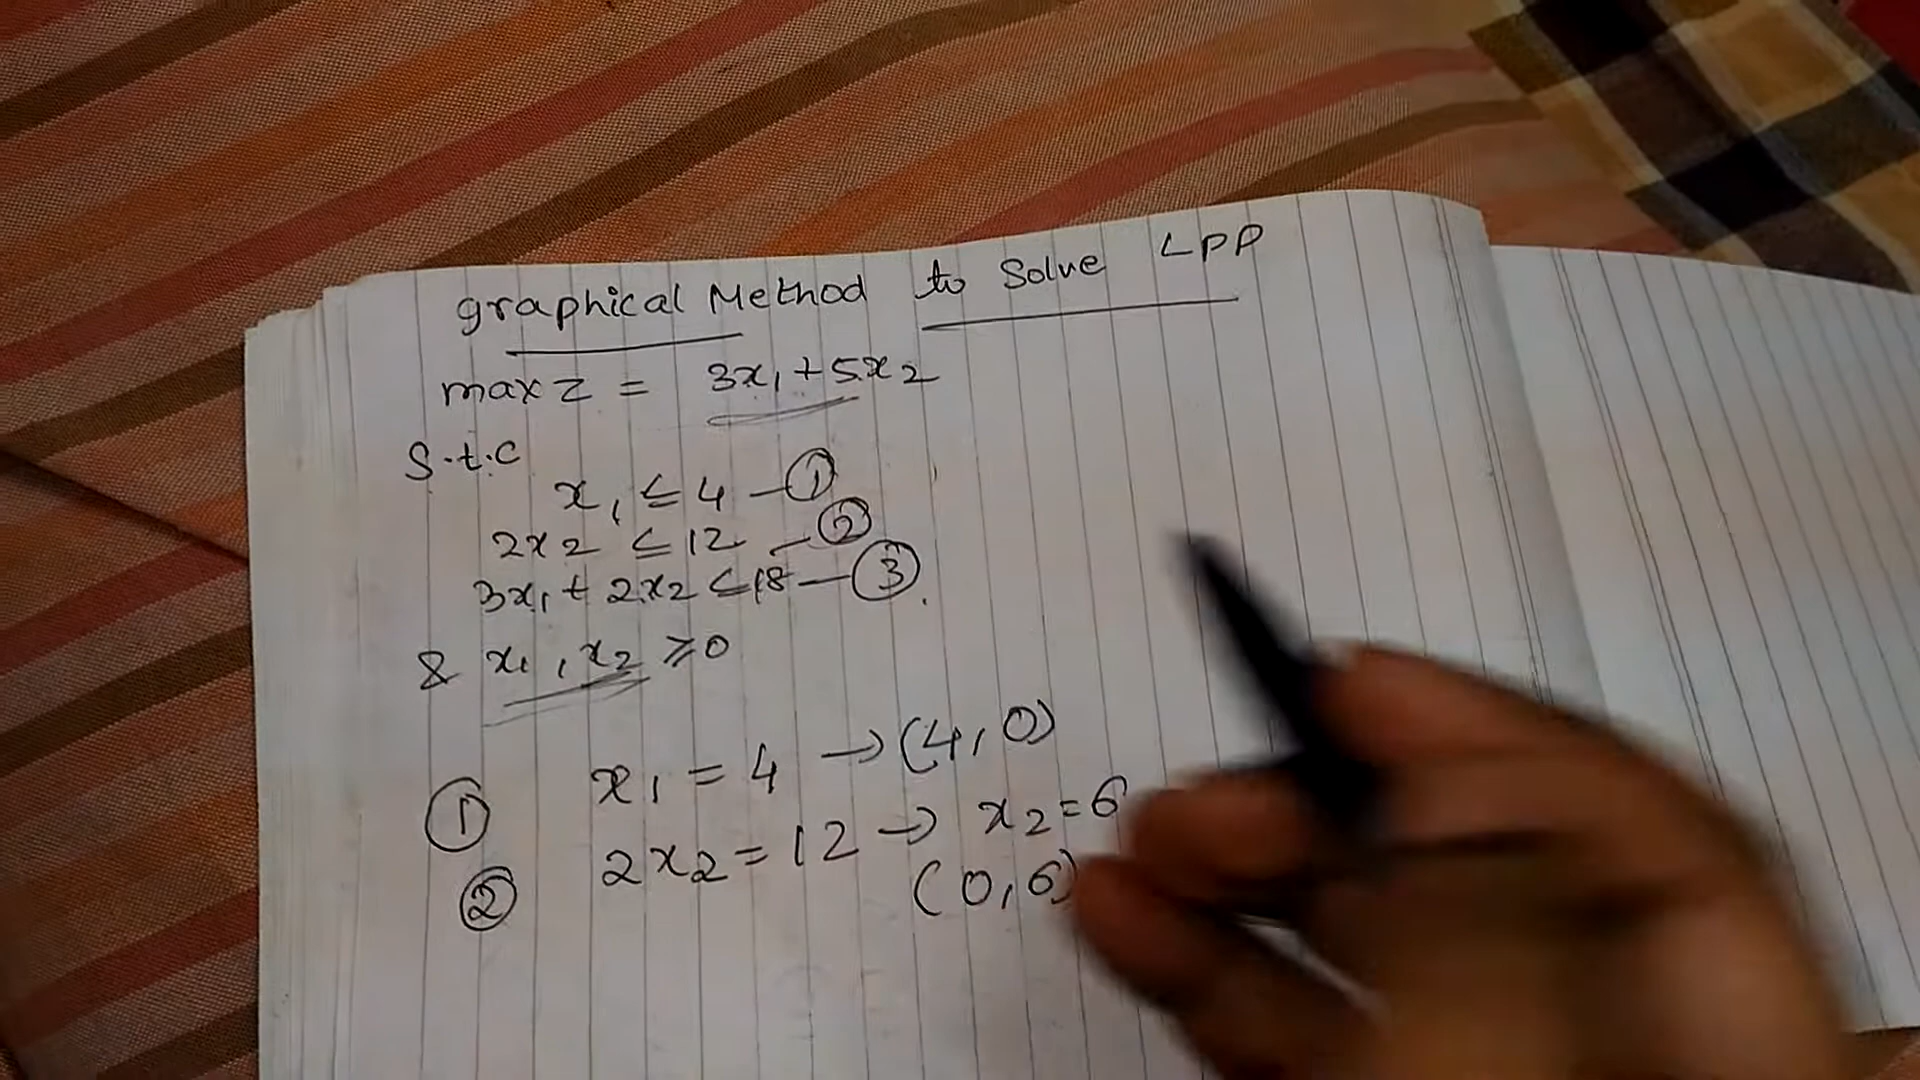 graphical Method to Solve LPP
max z = 3x₁ + 5x₂
S.t.c
x₁ ≤ 4 — ①
2x₂ ≤ 12 — ②
3x₁ + 2x₂ ≤ 18 — ③
& x₁, x₂ ≥ 0
① x₁ = 4 → (4, 0)
② 2x₂ = 12 → x₂ = 6
(0, 6)